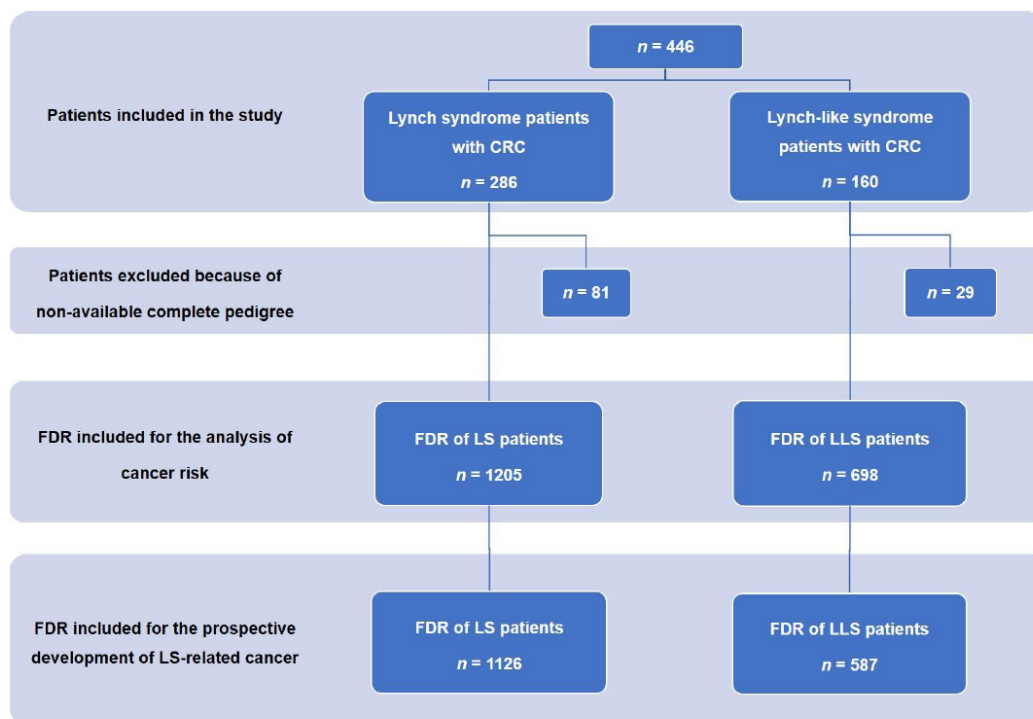 n = 446
Patients included in the study
Lynch syndrome patients
with CRC
n = 286
Lynch-like syndrome
patients with CRC
n = 160
Patients excluded because of
non-available complete pedigree
n = 81
n = 29
FDR included for the analysis of
cancer risk
FDR of LS patients
n = 1205
FDR of LLS patients
n = 698
FDR included for the prospective
development of LS-related cancer
FDR of LS patients
n = 1126
FDR of LLS patients
n = 587